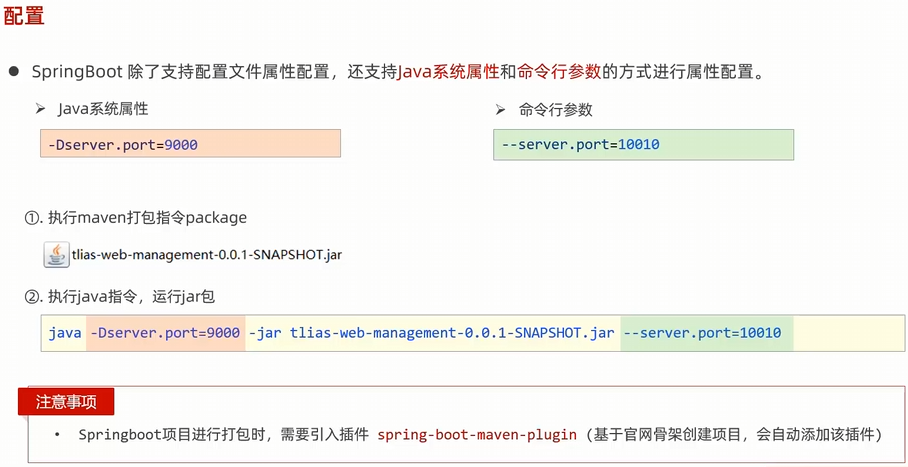 配置
● SpringBoot 除了支持配置文件属性配置，还支持Java系统属性和命令行参数的方式进行属性配置。
➢ Java系统属性
➢ 命令行参数
-Dserver.port=9000
--server.port=10010
①. 执行maven打包指令package
tlias-web-management-0.0.1-SNAPSHOT.jar
②. 执行java指令，运行jar包
java -Dserver.port=9000 -jar tlias-web-management-0.0.1-SNAPSHOT.jar --server.port=10010
注意事项
• Springboot项目进行打包时，需要引入插件 spring-boot-maven-plugin (基于官网骨架创建项目，会自动添加该插件)